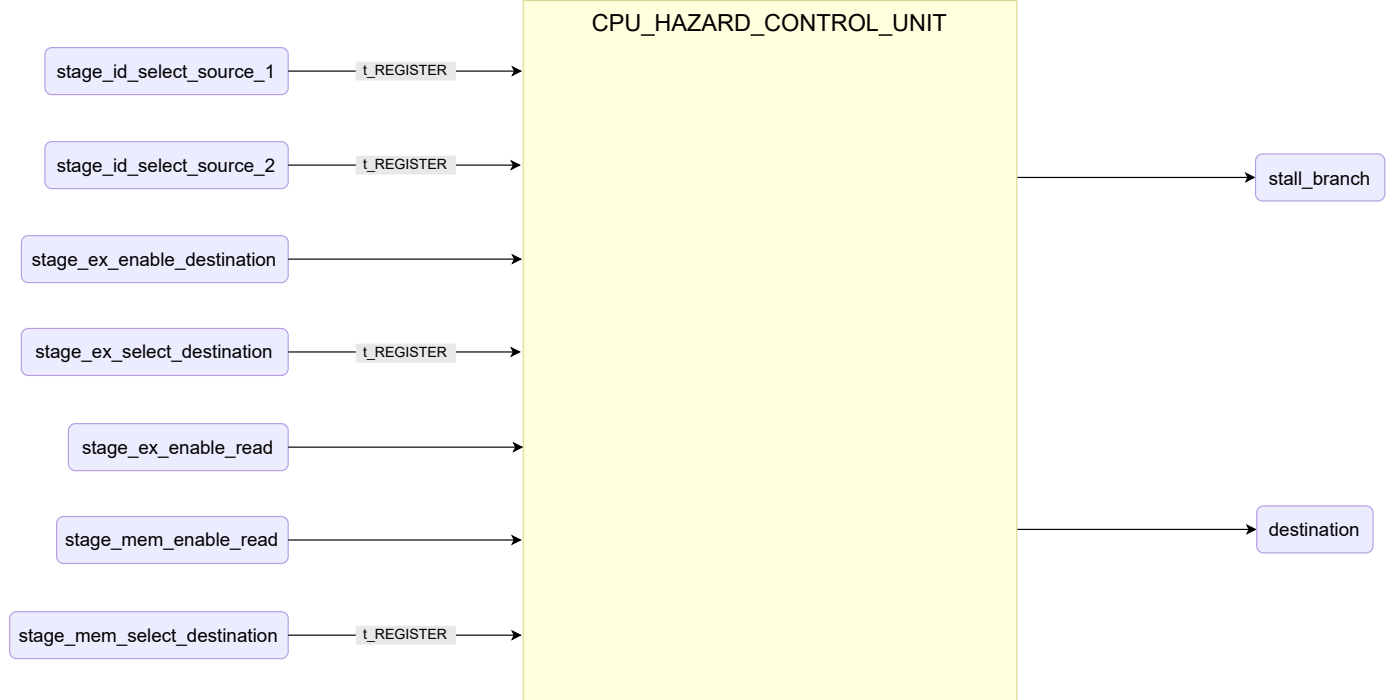 CPU_HAZARD_CONTROL_UNIT
stage_id_select_source_1
t_REGISTER
stage_id_select_source_2
t_REGISTER
stall_branch
stage_ex_enable_destination
stage_ex_select_destination
t_REGISTER
stage_ex_enable_read
destination
stage_mem_enable_read
stage_mem_select_destination
t_REGISTER